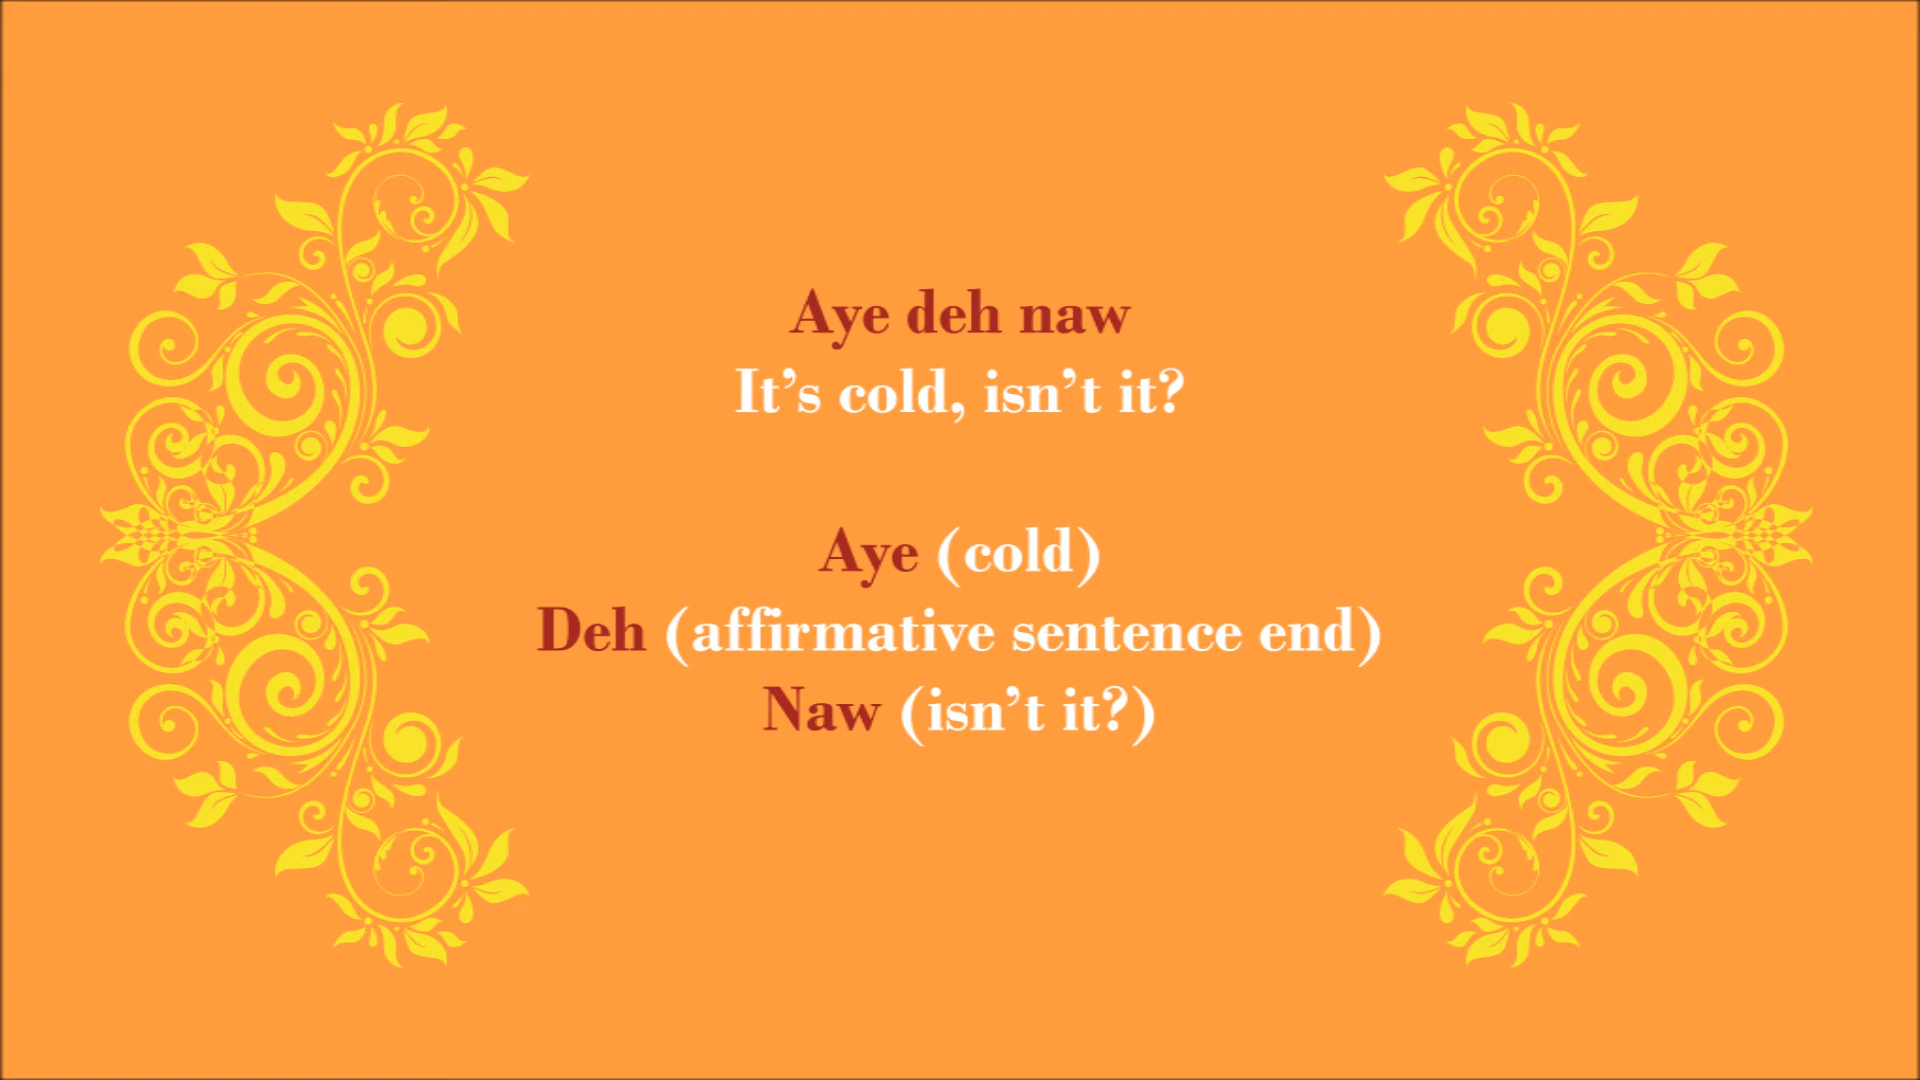 Aye deh naw
It’s cold, isn’t it?
Aye (cold)
Deh (affirmative sentence end)
Naw (isn’t it?)